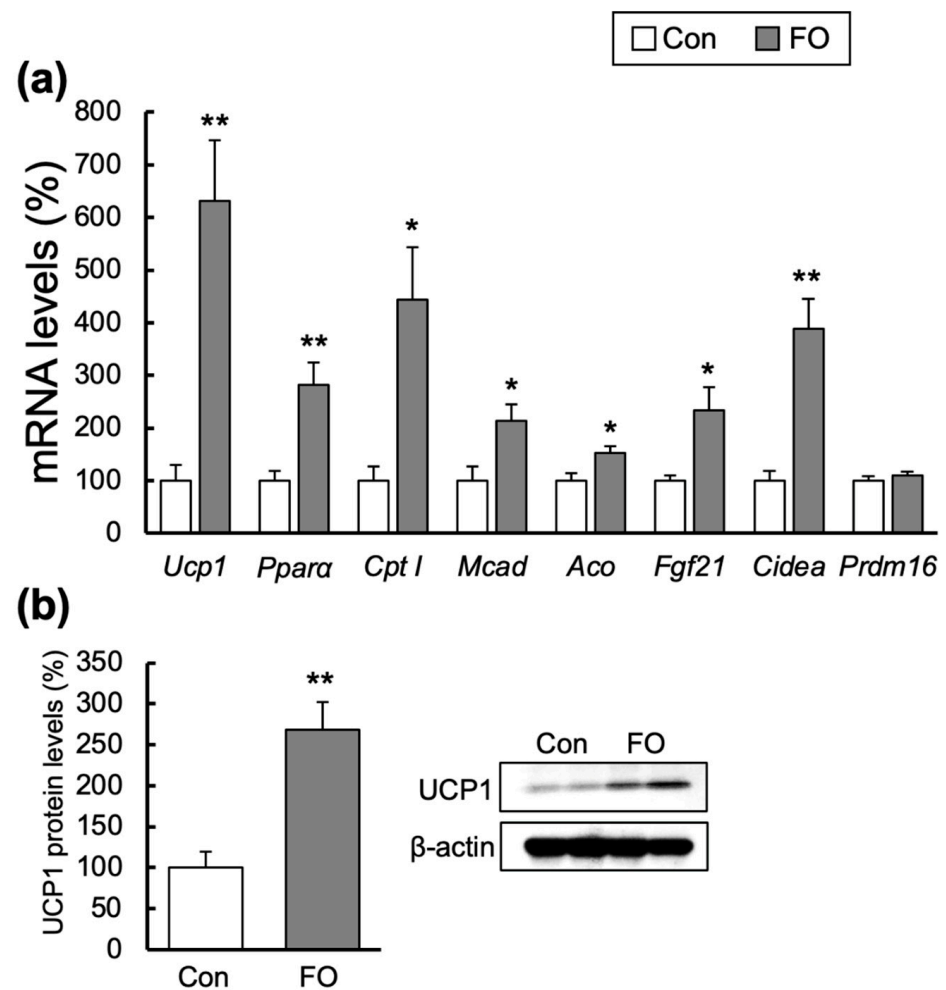 Con FO
(a)
mRNA levels (%)
800
700
600
500
400
300
200
100
0
** ** * * * * **
Ucp1 Pparα Cpt I Mcad Aco Fgf21 Cidea Prdm16
(b)
UCP1 protein levels (%)
350
300
250
200
150
100
50
0
**
Con FO
Con FO
UCP1
β-actin